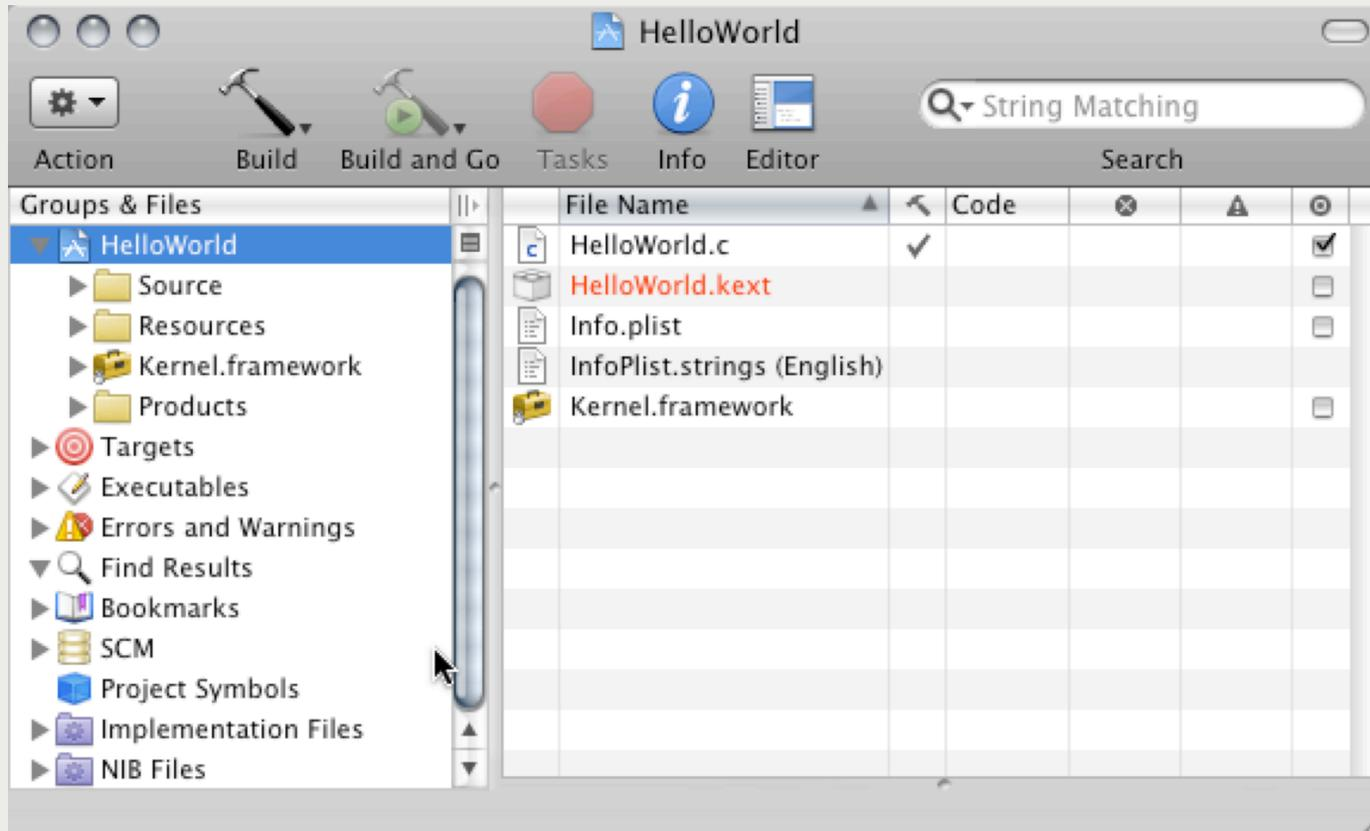 HelloWorld
String Matching
Action Build Build and Go Tasks Info Editor Search
Groups & Files
HelloWorld
Source
Resources
Kernel.framework
Products
Targets
Executables
Errors and Warnings
Find Results
Bookmarks
SCM
Project Symbols
Implementation Files
NIB Files
File Name Code
HelloWorld.c
HelloWorld.kext
Info.plist
InfoPlist.strings (English)
Kernel.framework